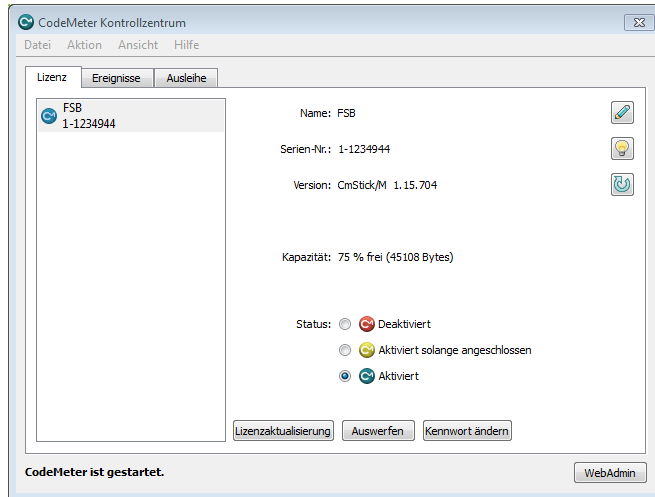 CodeMeter Kontrollzentrum
Datei Aktion Ansicht Hilfe
Lizenz Ereignisse Ausleihe
FSB
1-1234944
Name: FSB
Serien-Nr.: 1-1234944
Version: CmStick/M 1.15.704
Kapazität: 75 % frei (45108 Bytes)
Status: Deaktiviert
Aktiviert solange angeschlossen
Aktiviert
Lizenzaktualisierung Auswerfen Kennwort ändern
CodeMeter ist gestartet. WebAdmin